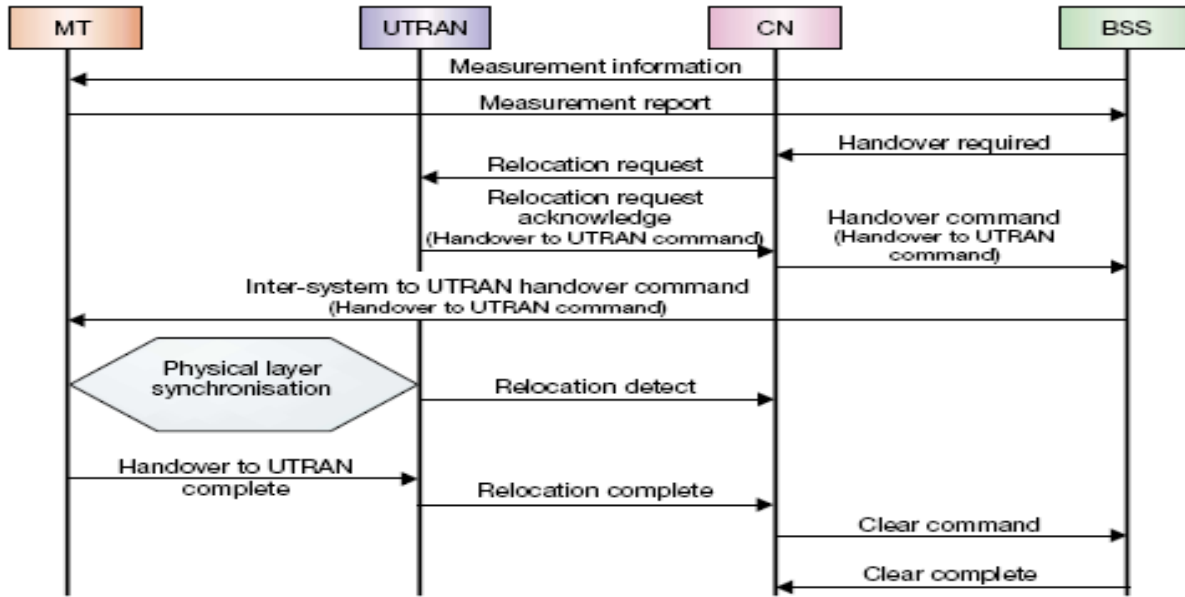 MT
UTRAN
CN
BSS
Measurement information
Measurement report
Handover required
Relocation request
Relocation request
acknowledge
(Handover to UTRAN command)
Handover command
(Handover to UTRAN
command)
Inter-system to UTRAN handover command
(Handover to UTRAN command)
Physical layer
synchronisation
Relocation detect
Handover to UTRAN
complete
Relocation complete
Clear command
Clear complete